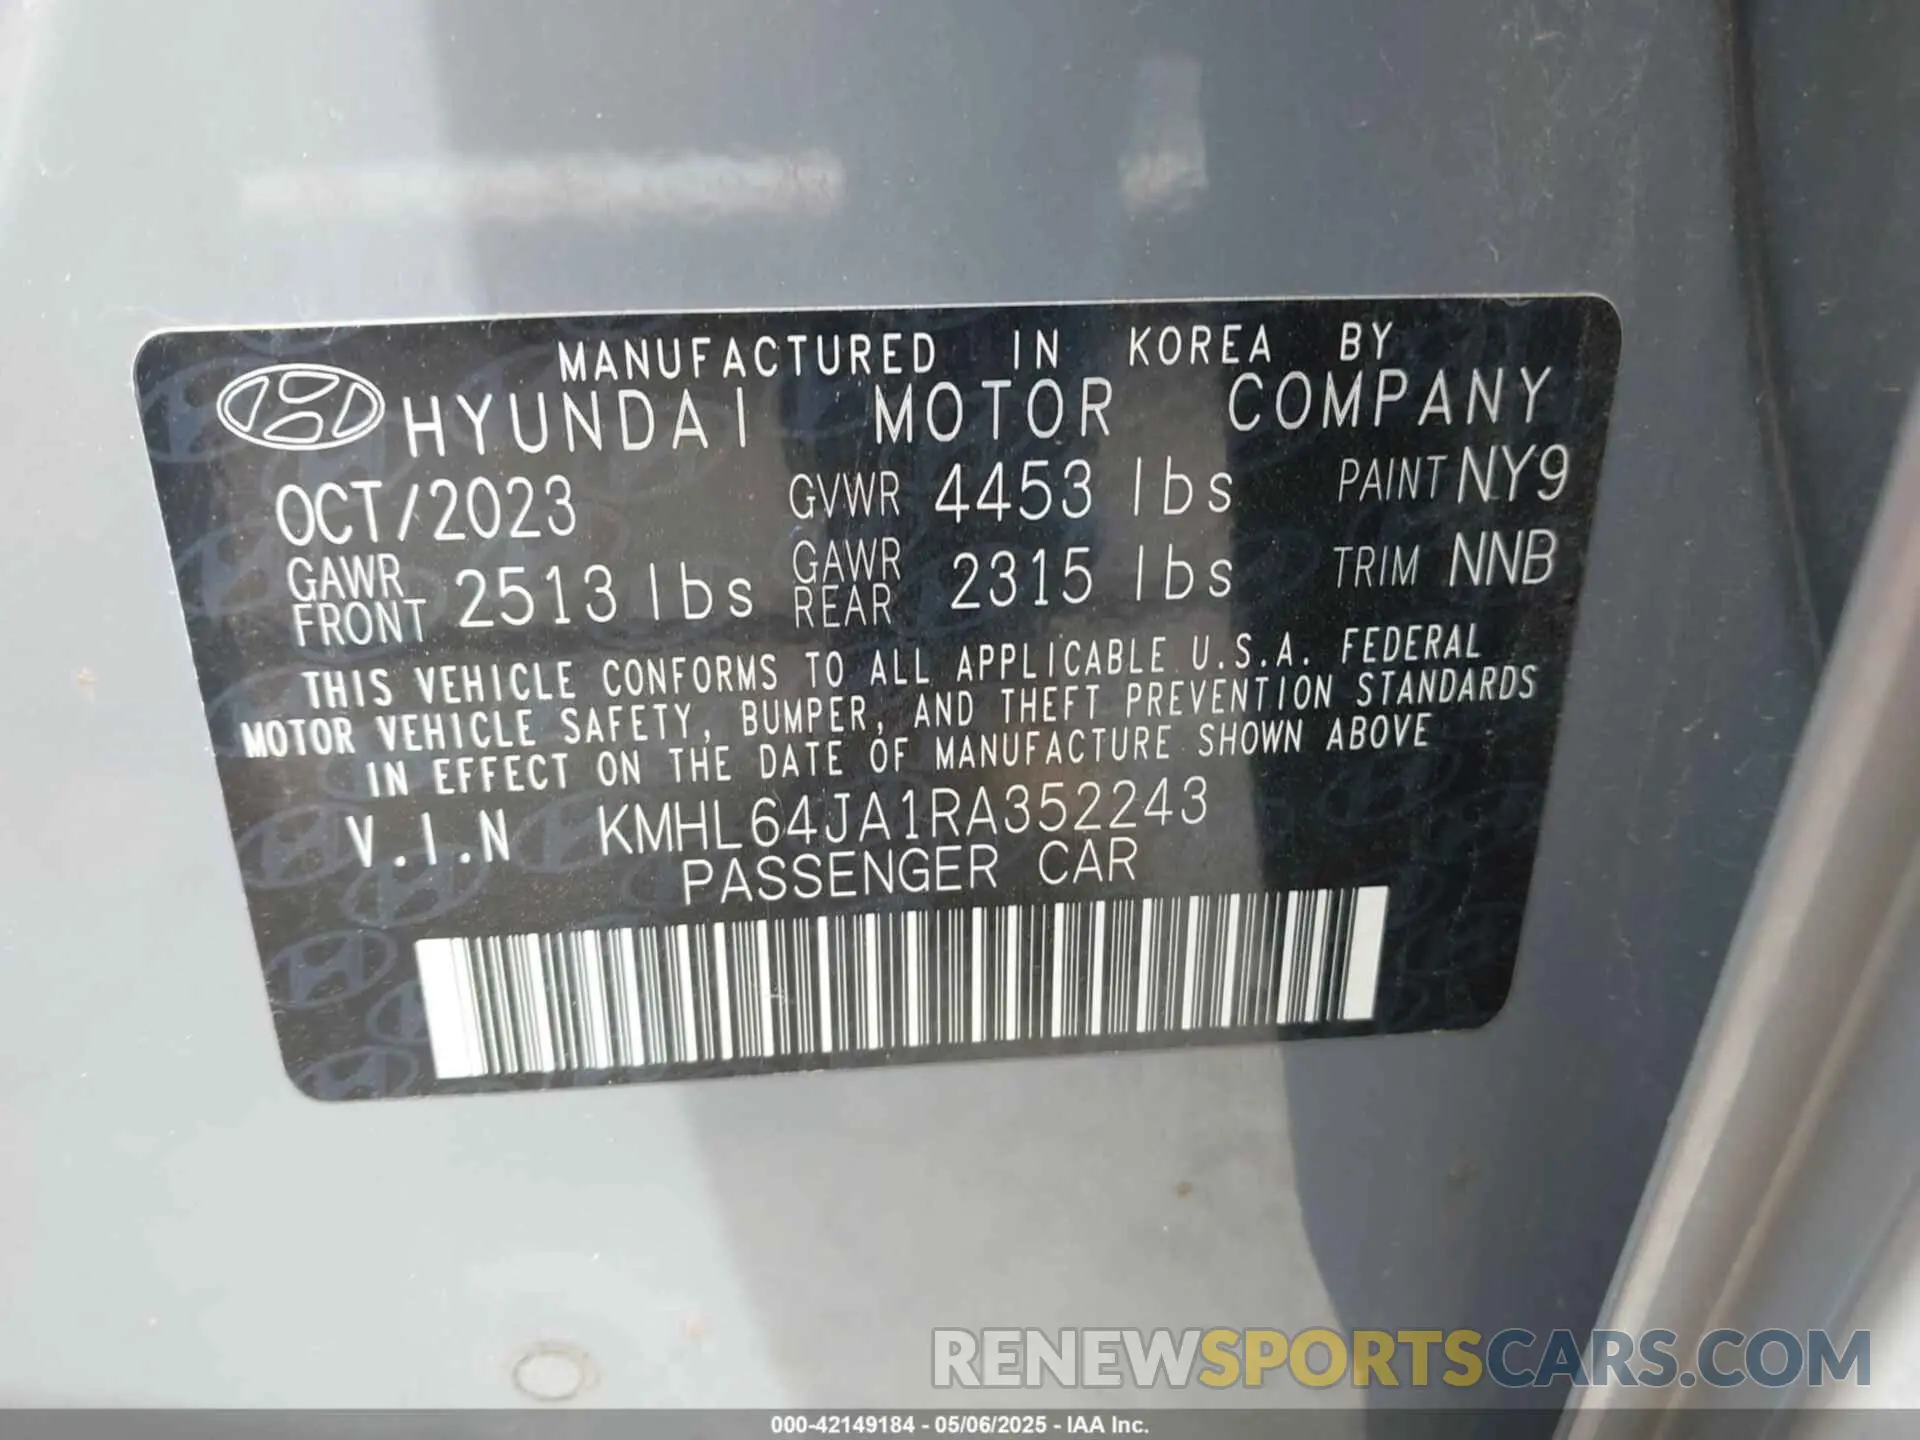 MANUFACTURED IN KOREA BY
HYUNDAI MOTOR COMPANY
OCT/2023 GVWR 4453 lbs PAINT NY9
GAWR FRONT 2513 lbs GAWR REAR 2315 lbs TRIM NNB
THIS VEHICLE CONFORMS TO ALL APPLICABLE U.S.A. FEDERAL
MOTOR VEHICLE SAFETY, BUMPER, AND THEFT PREVENTION STANDARDS
IN EFFECT ON THE DATE OF MANUFACTURE SHOWN ABOVE
V.I.N KMHL64JA1RA352243
PASSENGER CAR
RENEWSPORTSCARS.COM
000-42149184 - 05/06/2025 - IAA Inc.